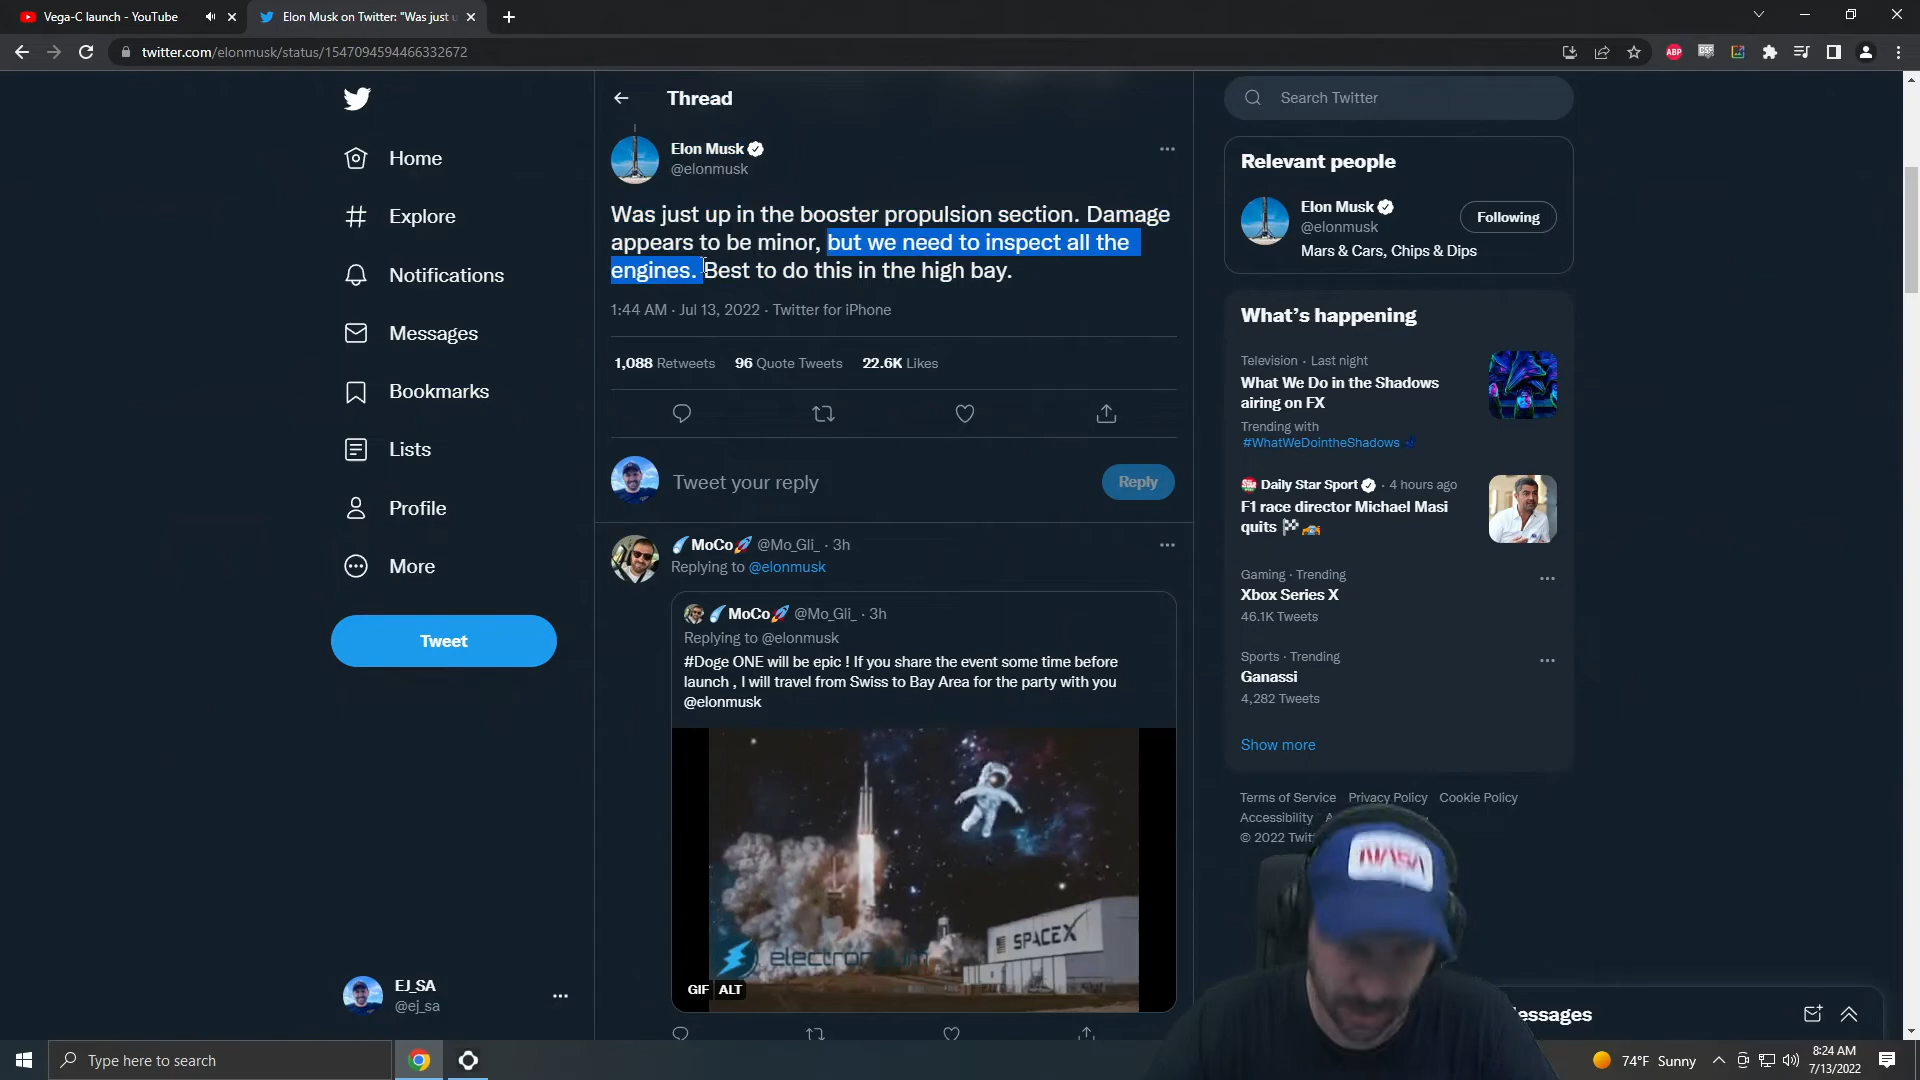 Vega-C launch - YouTube
Elon Musk on Twitter: "Was just u
twitter.com/elonmusk/status/1547094594466332672
ABP
Home
Explore
Notifications
Messages
Bookmarks
Lists
Profile
More
Tweet
EJ_SA
@ej_sa
Thread
Elon Musk
@elonmusk
Was just up in the booster propulsion section. Damage
appears to be minor, but we need to inspect all the
engines. Best to do this in the high bay.
1:44 AM · Jul 13, 2022 · Twitter for iPhone
1,088 Retweets 96 Quote Tweets 22.6K Likes
Tweet your reply
Reply
MoCo @Mo_Gli_ · 3h
Replying to @elonmusk
MoCo @Mo_Gli_ · 3h
Replying to @elonmusk
#Doge ONE will be epic ! If you share the event some time before
launch , I will travel from Swiss to Bay Area for the party with you
@elonmusk
SPACEX
GIF ALT
Search Twitter
Relevant people
Elon Musk
@elonmusk
Following
Mars & Cars, Chips & Dips
What's happening
Television · Last night
What We Do in the Shadows
airing on FX
Trending with
#WhatWeDointheShadows
Daily Star Sport · 4 hours ago
F1 race director Michael Masi
quits
Gaming · Trending
Xbox Series X
46.1K Tweets
Sports · Trending
Ganassi
4,282 Tweets
Show more
Terms of Service Privacy Policy Cookie Policy
Accessibility
© 2022 Twit
NASA
essages
Type here to search
74°F Sunny
8:24 AM
7/13/2022